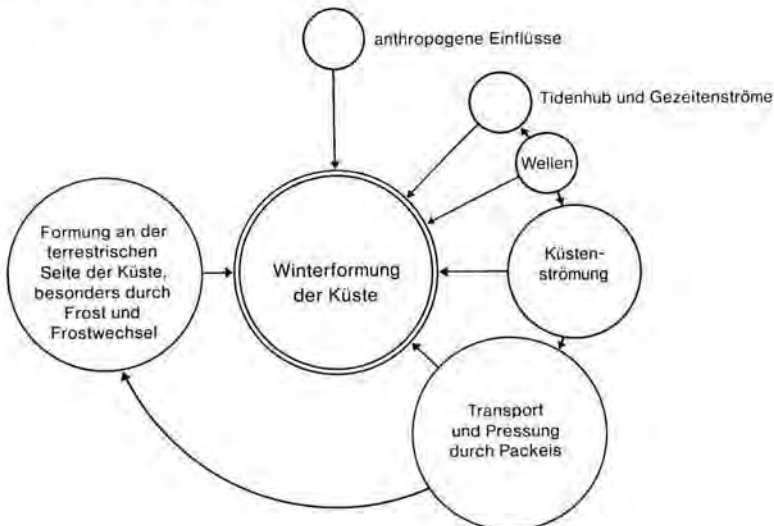 anthropogene Einflüsse
Tidenhub und Gezeitenströme
Wellen
Formung an der
terrestrischen
Seite der Küste,
besonders durch
Frost und
Frostwechsel
Winterformung
der Küste
Küsten-
strömung
Transport
und Pressung
durch Packeis